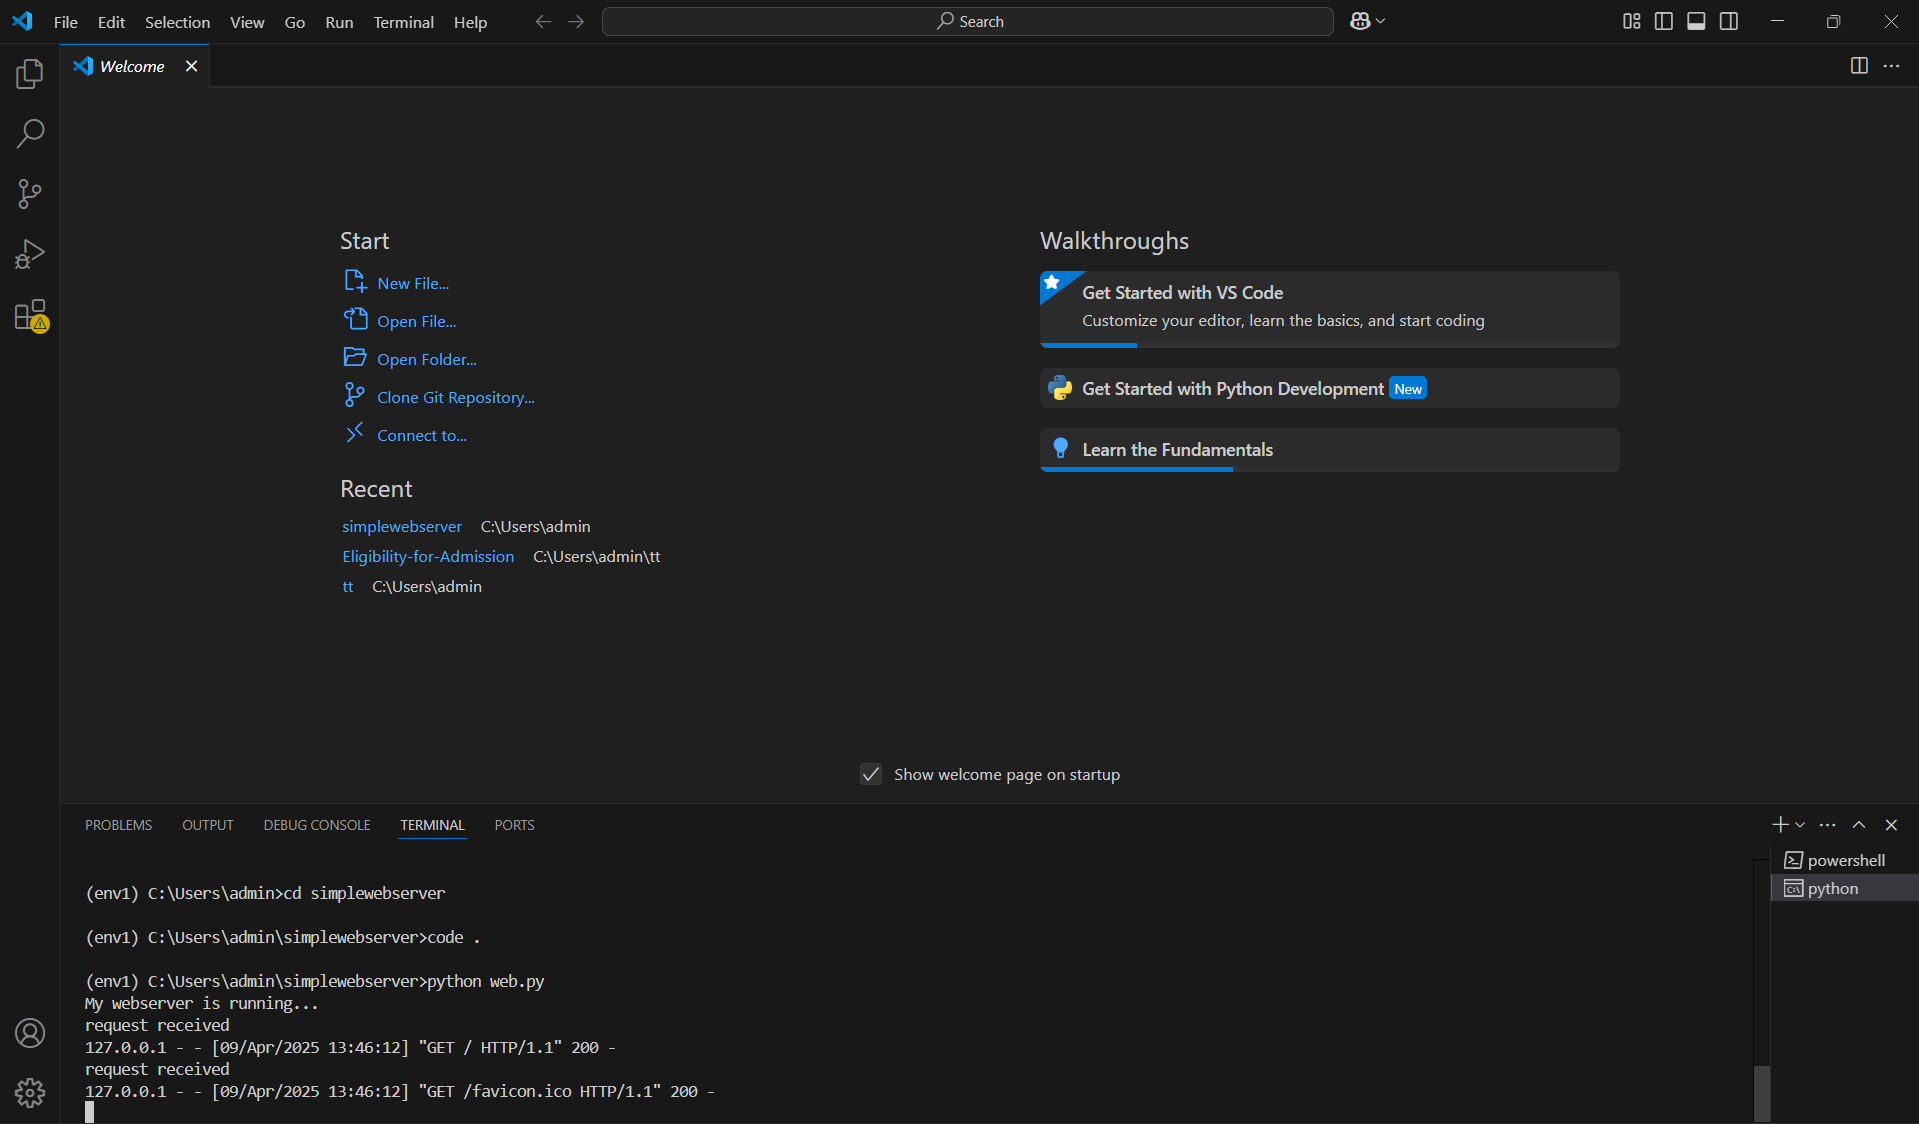 File Edit Selection View Go Run Terminal Help
Search
Welcome
Start
New File...
Open File...
Open Folder...
Clone Git Repository...
Connect to...
Recent
simplewebserver C:\Users\admin
Eligibility-for-Admission C:\Users\admin\tt
tt C:\Users\admin
Walkthroughs
Get Started with VS Code
Customize your editor, learn the basics, and start coding
Get Started with Python Development New
Learn the Fundamentals
Show welcome page on startup
PROBLEMS OUTPUT DEBUG CONSOLE TERMINAL PORTS
powershell
python
(env1) C:\Users\admin>cd simplewebserver
(env1) C:\Users\admin\simplewebserver>code .
(env1) C:\Users\admin\simplewebserver>python web.py
My webserver is running...
request received
127.0.0.1 - - [09/Apr/2025 13:46:12] "GET / HTTP/1.1" 200 -
request received
127.0.0.1 - - [09/Apr/2025 13:46:12] "GET /favicon.ico HTTP/1.1" 200 -